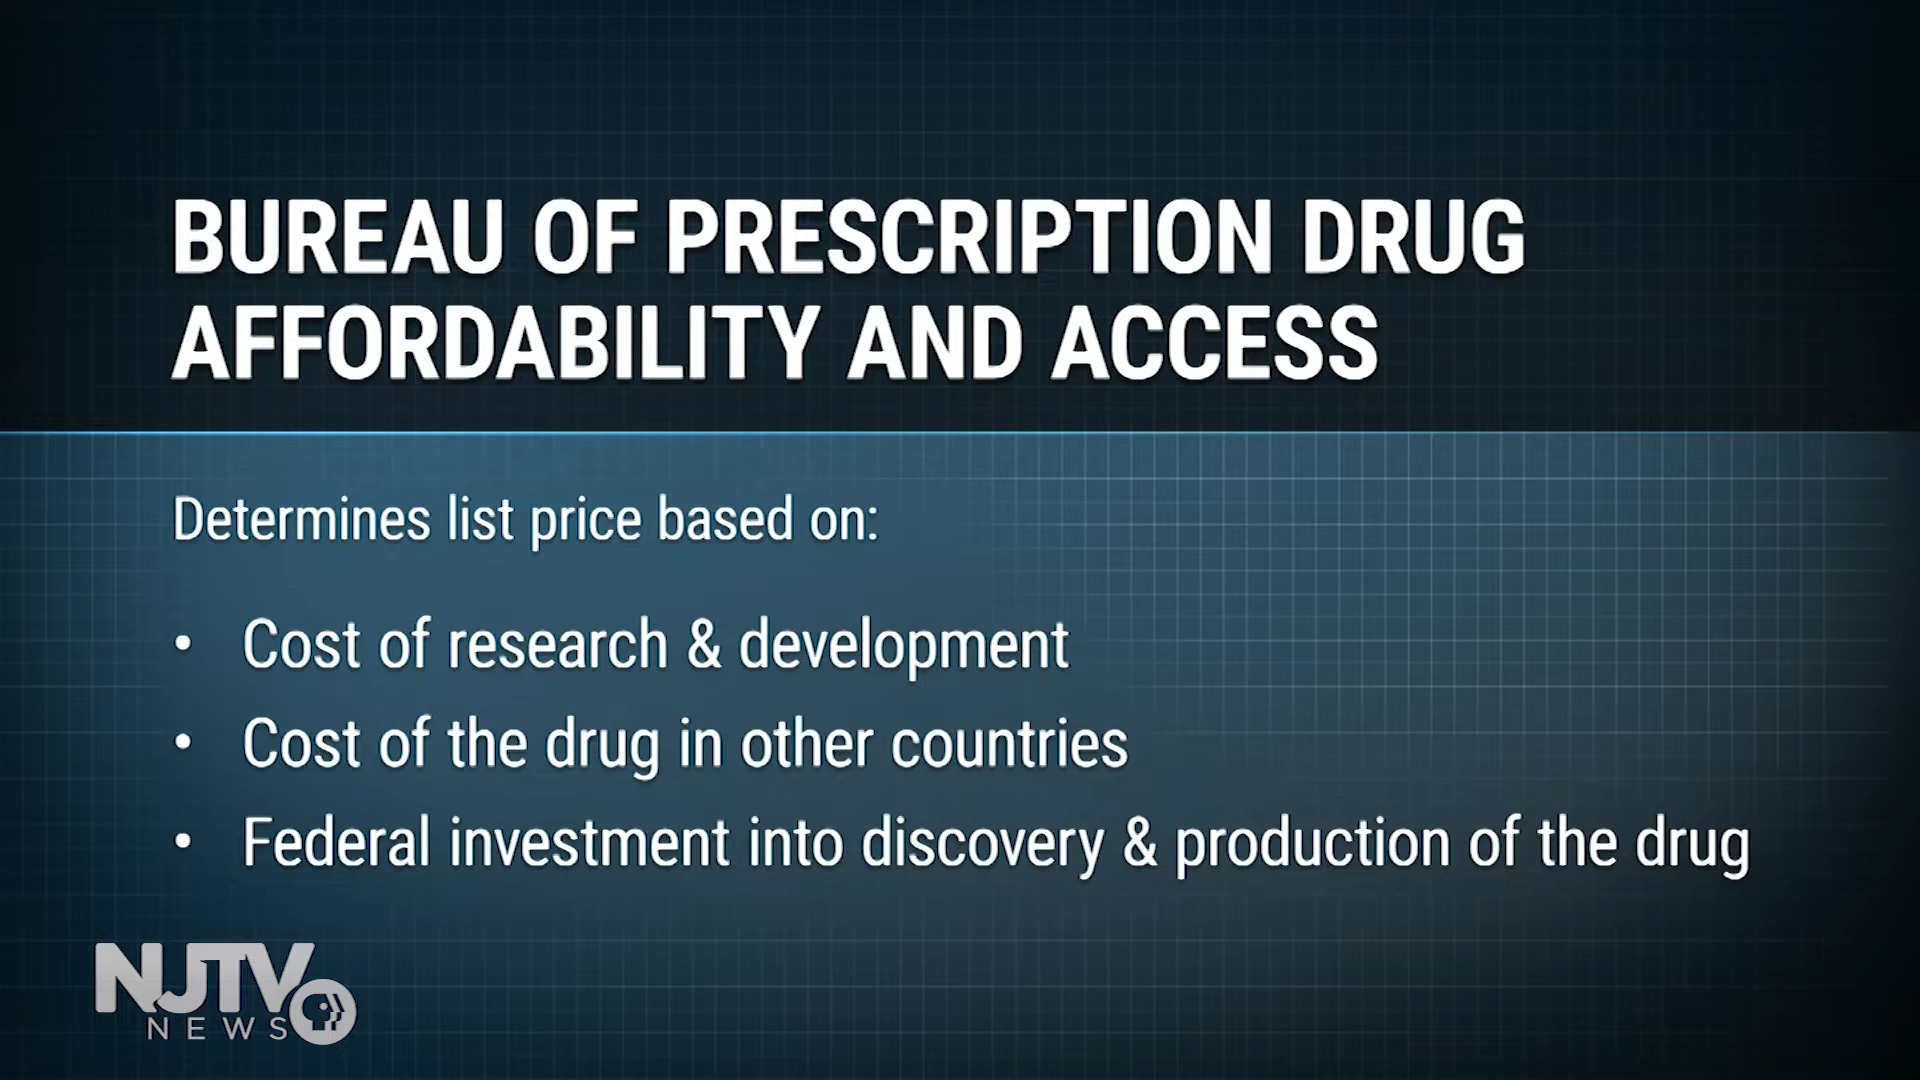 BUREAU OF PRESCRIPTION DRUG
AFFORDABILITY AND ACCESS
Determines list price based on:
• Cost of research & development
• Cost of the drug in other countries
• Federal investment into discovery & production of the drug
NJTV
NEWS